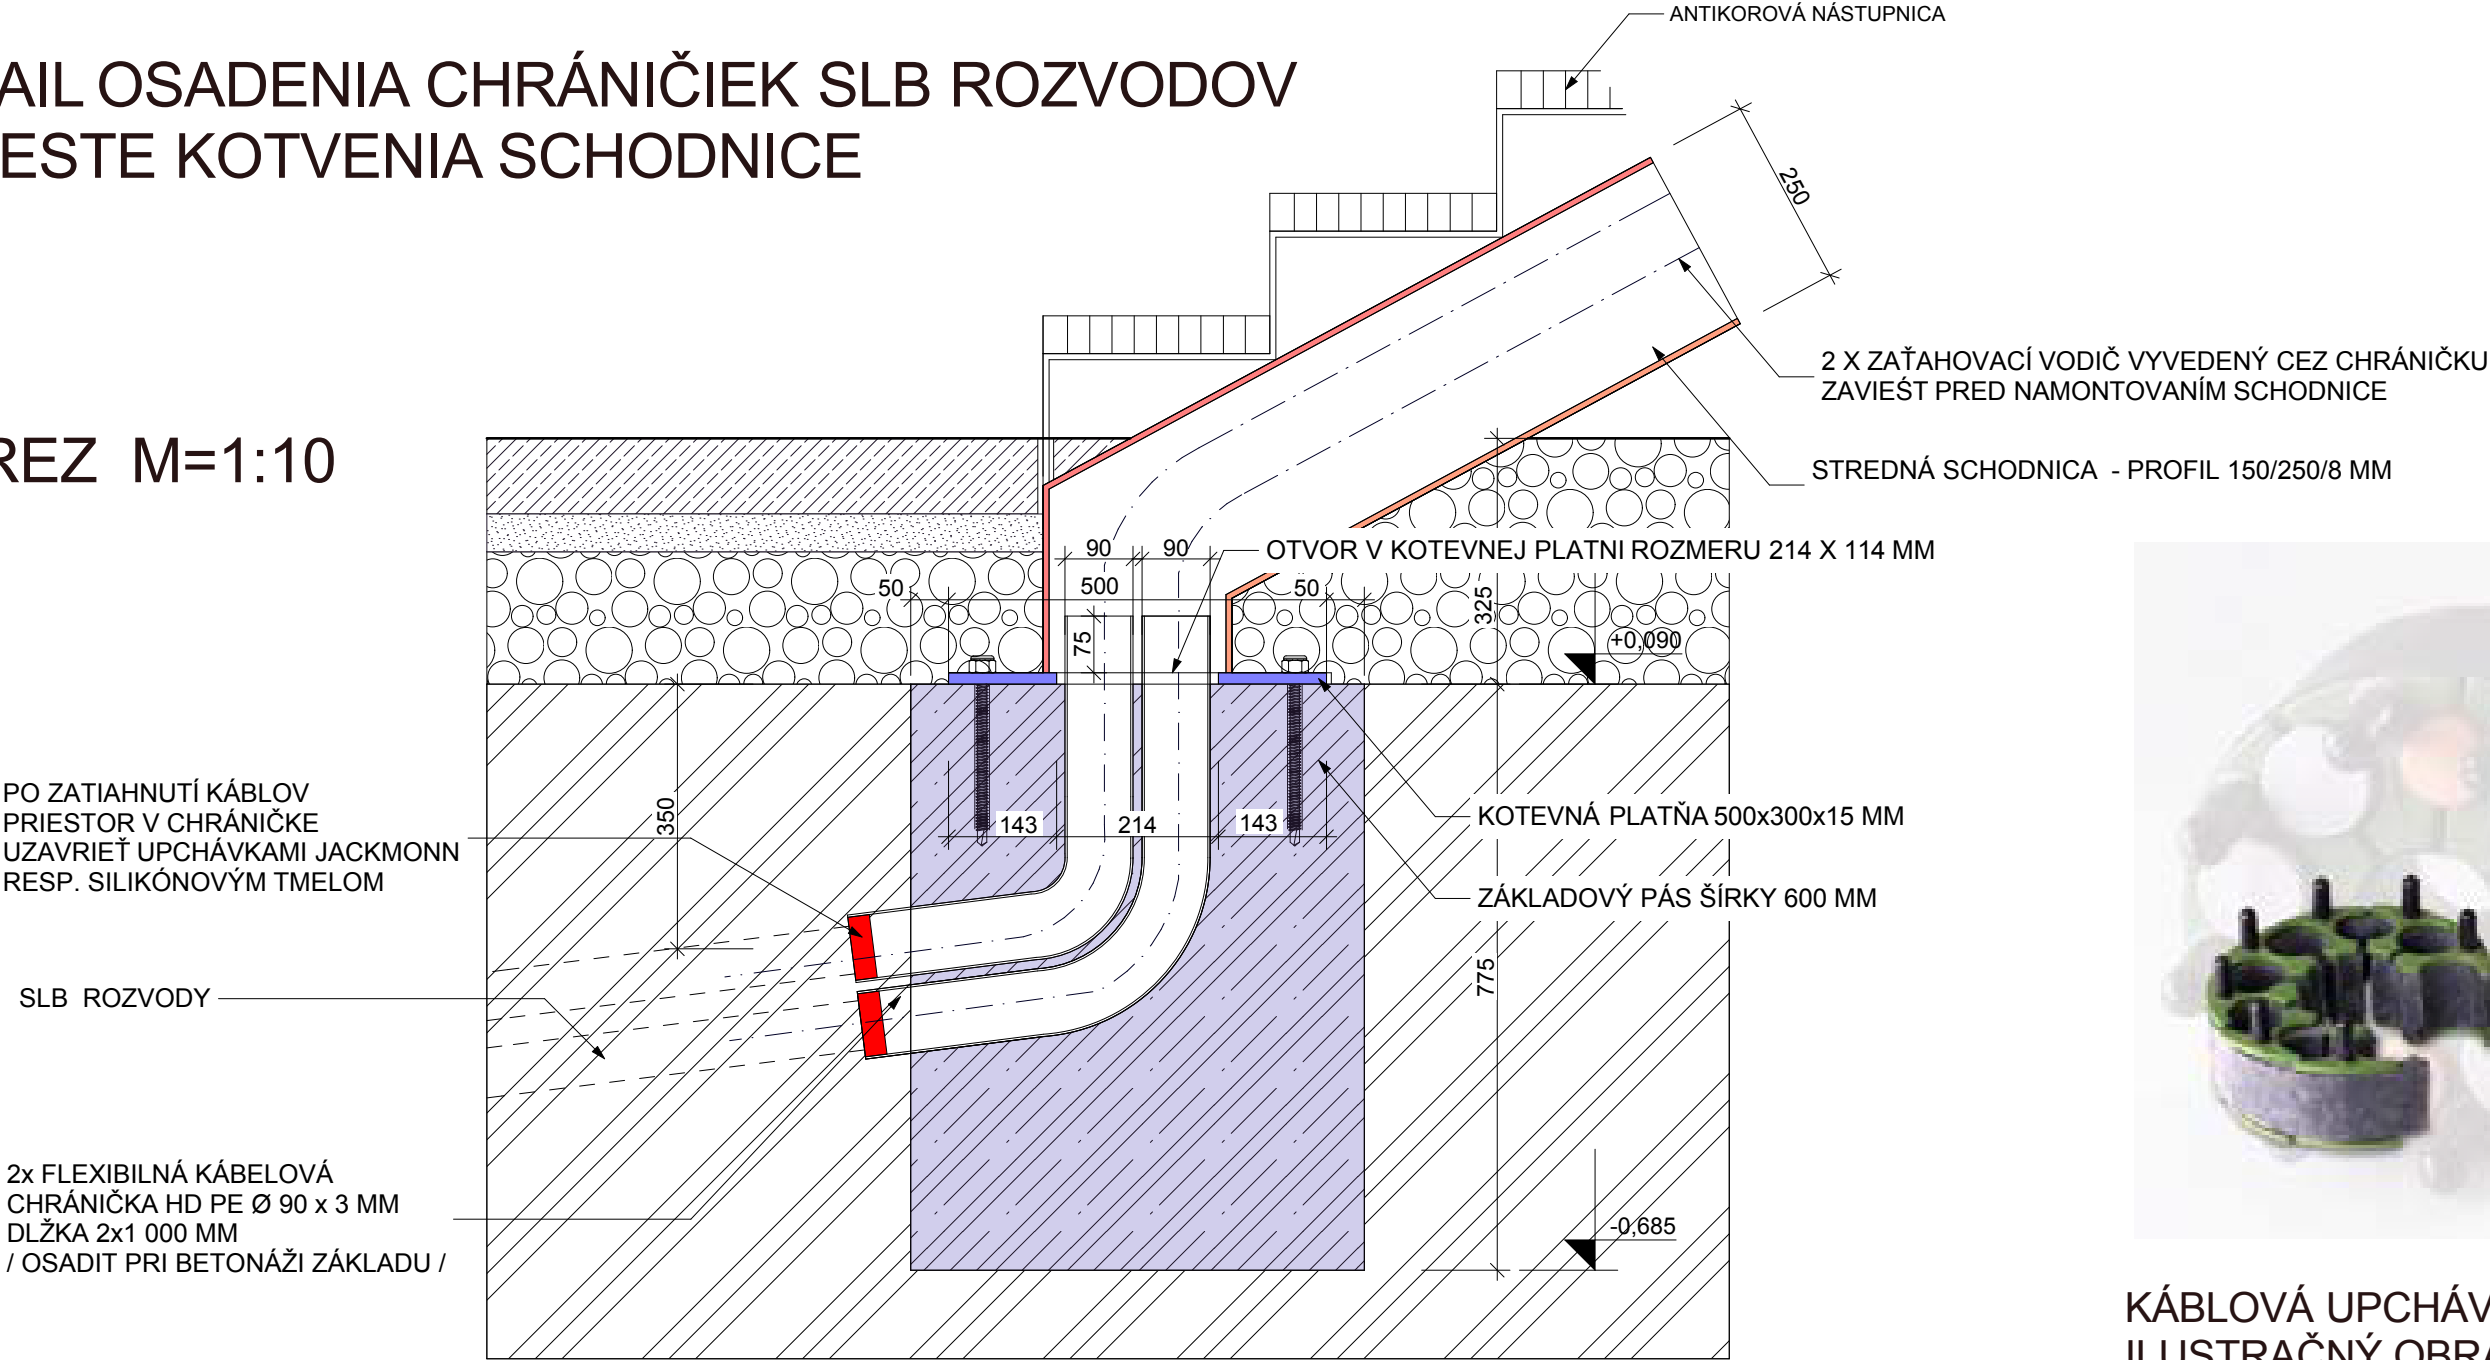 ANTIKOROVÁ NÁSTUPNICA
AIL OSADENIA CHRÁNIČIEK SLB ROZVODOV
ESTE KOTVENIA SCHODNICE
250
2 X ZAŤAHOVACÍ VODIČ VYVEDENÝ CEZ CHRÁNIČKU
ZAVIEŠT PRED NAMONTOVANÍM SCHODNICE
REZ M=1:10
STREDNÁ SCHODNICA - PROFIL 150/250/8 MM
90
90
OTVOR V KOTEVNEJ PLATNI ROZMERU 214 X 114 MM
50
500
50
325
75
+0,090
PO ZATIAHNUTÍ KÁBLOV
PRIESTOR V CHRÁNIČKE
UZAVRIEŤ UPCHÁVKAMI JACKMONN
RESP. SILIKÓNOVÝM TMELOM
350
143
214
143
KOTEVNÁ PLATŇA 500x300x15 MM
ZÁKLADOVÝ PÁS ŠÍRKY 600 MM
775
SLB ROZVODY
2x FLEXIBILNÁ KÁBELOVÁ
CHRÁNIČKA HD PE Ø 90 x 3 MM
DLŽKA 2x1 000 MM
/ OSADIT PRI BETONÁŽI ZÁKLADU /
-0,685
KÁBLOVÁ UPCHÁV
ILUSTRAČNÝ OBRÁ